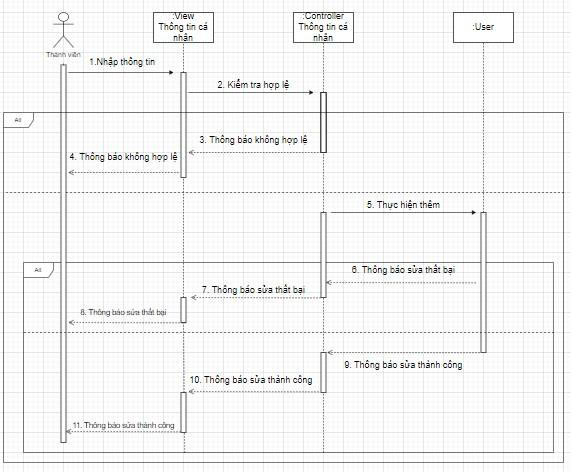 :View
Thông tin cá
nhân
:Controller
Thông tin cá
nhân
:User
Thành viên
1.Nhập thông tin
2. Kiểm tra hợp lệ
Alt
3. Thông báo không hợp lệ
4. Thông báo không hợp lệ
5. Thực hiện thêm
Alt
6. Thông báo sửa thất bại
7. Thông báo sửa thất bại
8. Thông báo sửa thất bại
9. Thông báo sửa thành công
10. Thông báo sửa thành công
11. Thông báo sửa thành công